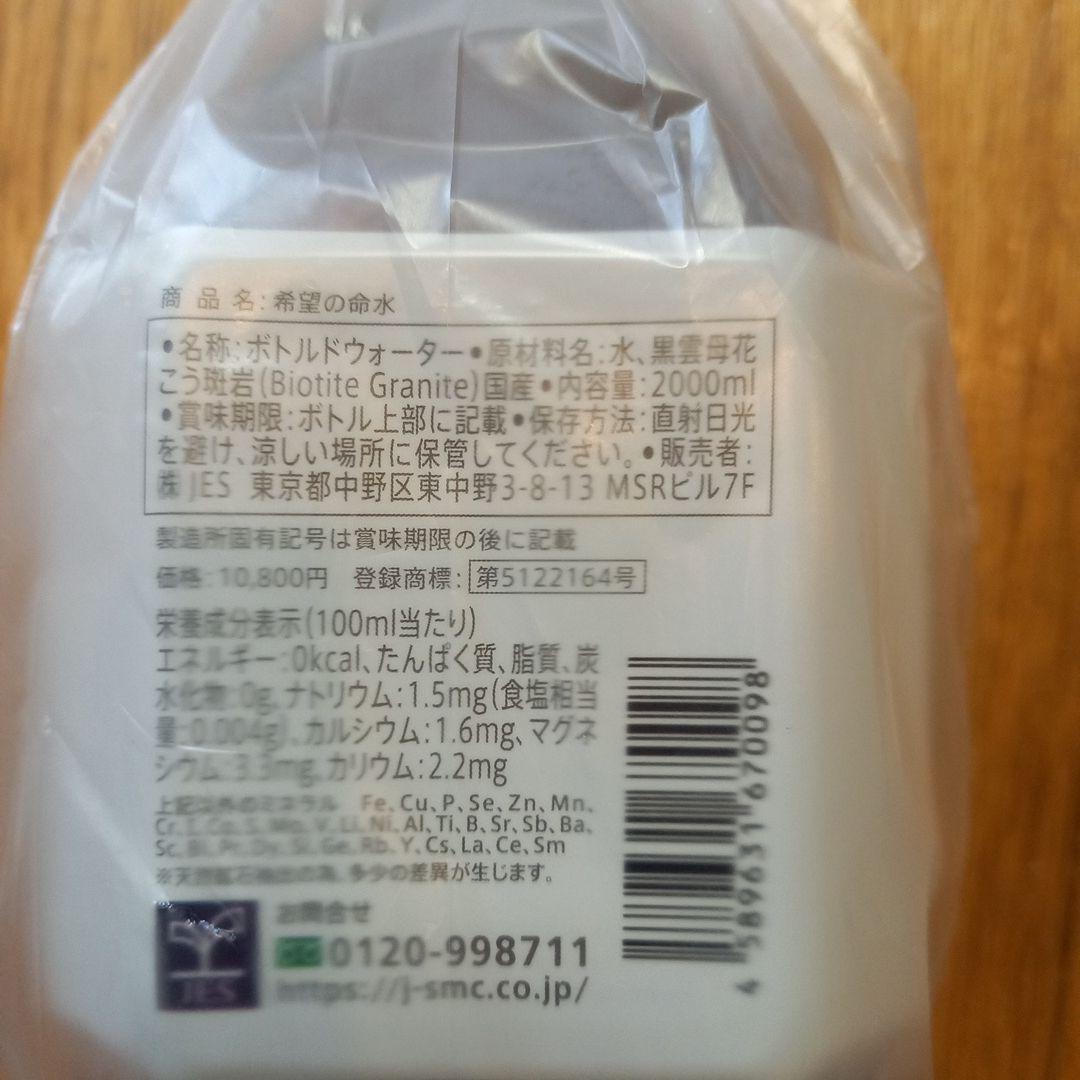 商品名:希望の命水
•名称:ボトルドウォーター•原材料名:水、黒雲母花
こう斑岩(Biotite Granite)国産•内容量:2000ml
•賞味期限:ボトル上部に記載•保存方法:直射日光
を避け、涼しい場所に保管してください。•販売者:
㈱JES 東京都中野区東中野3-8-13 MSRビル7F
製造所固有記号は賞味期限の後に記載
価格:10,800円 登録商標:第5122164号
栄養成分表示(100ml当たり)
エネルギー:0kcal、たんぱく質、脂質、炭
水化物:0g、ナトリウム:1.5mg(食塩相当
量:0.004g)、カルシウム:1.6mg、マグネ
シウム:3.3mg、カリウム:2.2mg
上記以外のミネラル Fe、Cu、P、Se、Zn、Mn、
Cr、I、Co、S、Mo、V、Li、Ni、Al、Ti、B、Sr、Sb、Ba、
Sc、Ge、Rb、Y、Cs、La、Ce、Sm
※天然鉱石抽出の為、多少の差異が生じます。
JES
お問合せ
0120-998711
https://j-smc.co.jp/
4589631670098